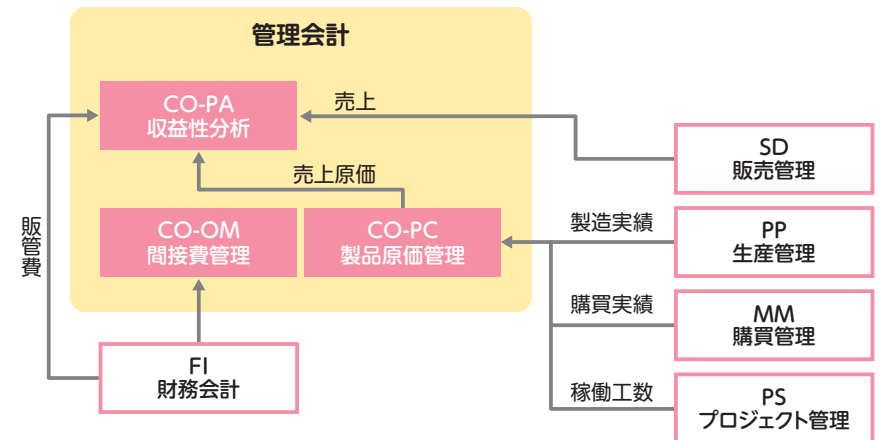 管理会計
CO-PA
収益性分析
売上
SD
販売管理
売上原価
販管費
CO-OM
間接費管理
CO-PC
製品原価管理
製造実績
PP
生産管理
購買実績
MM
購買管理
FI
財務会計
稼働工数
PS
プロジェクト管理